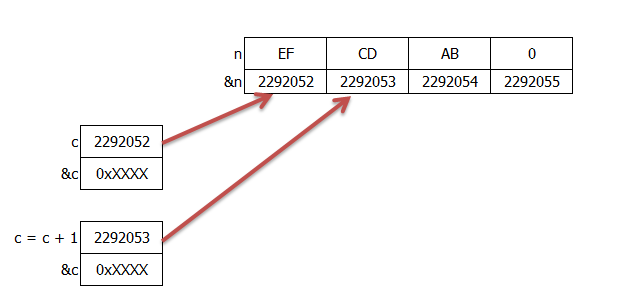 n EF CD AB 0
&n 2292052 2292053 2292054 2292055
c 2292052
&c 0xXXXX
c = c + 1 2292053
&c 0xXXXX